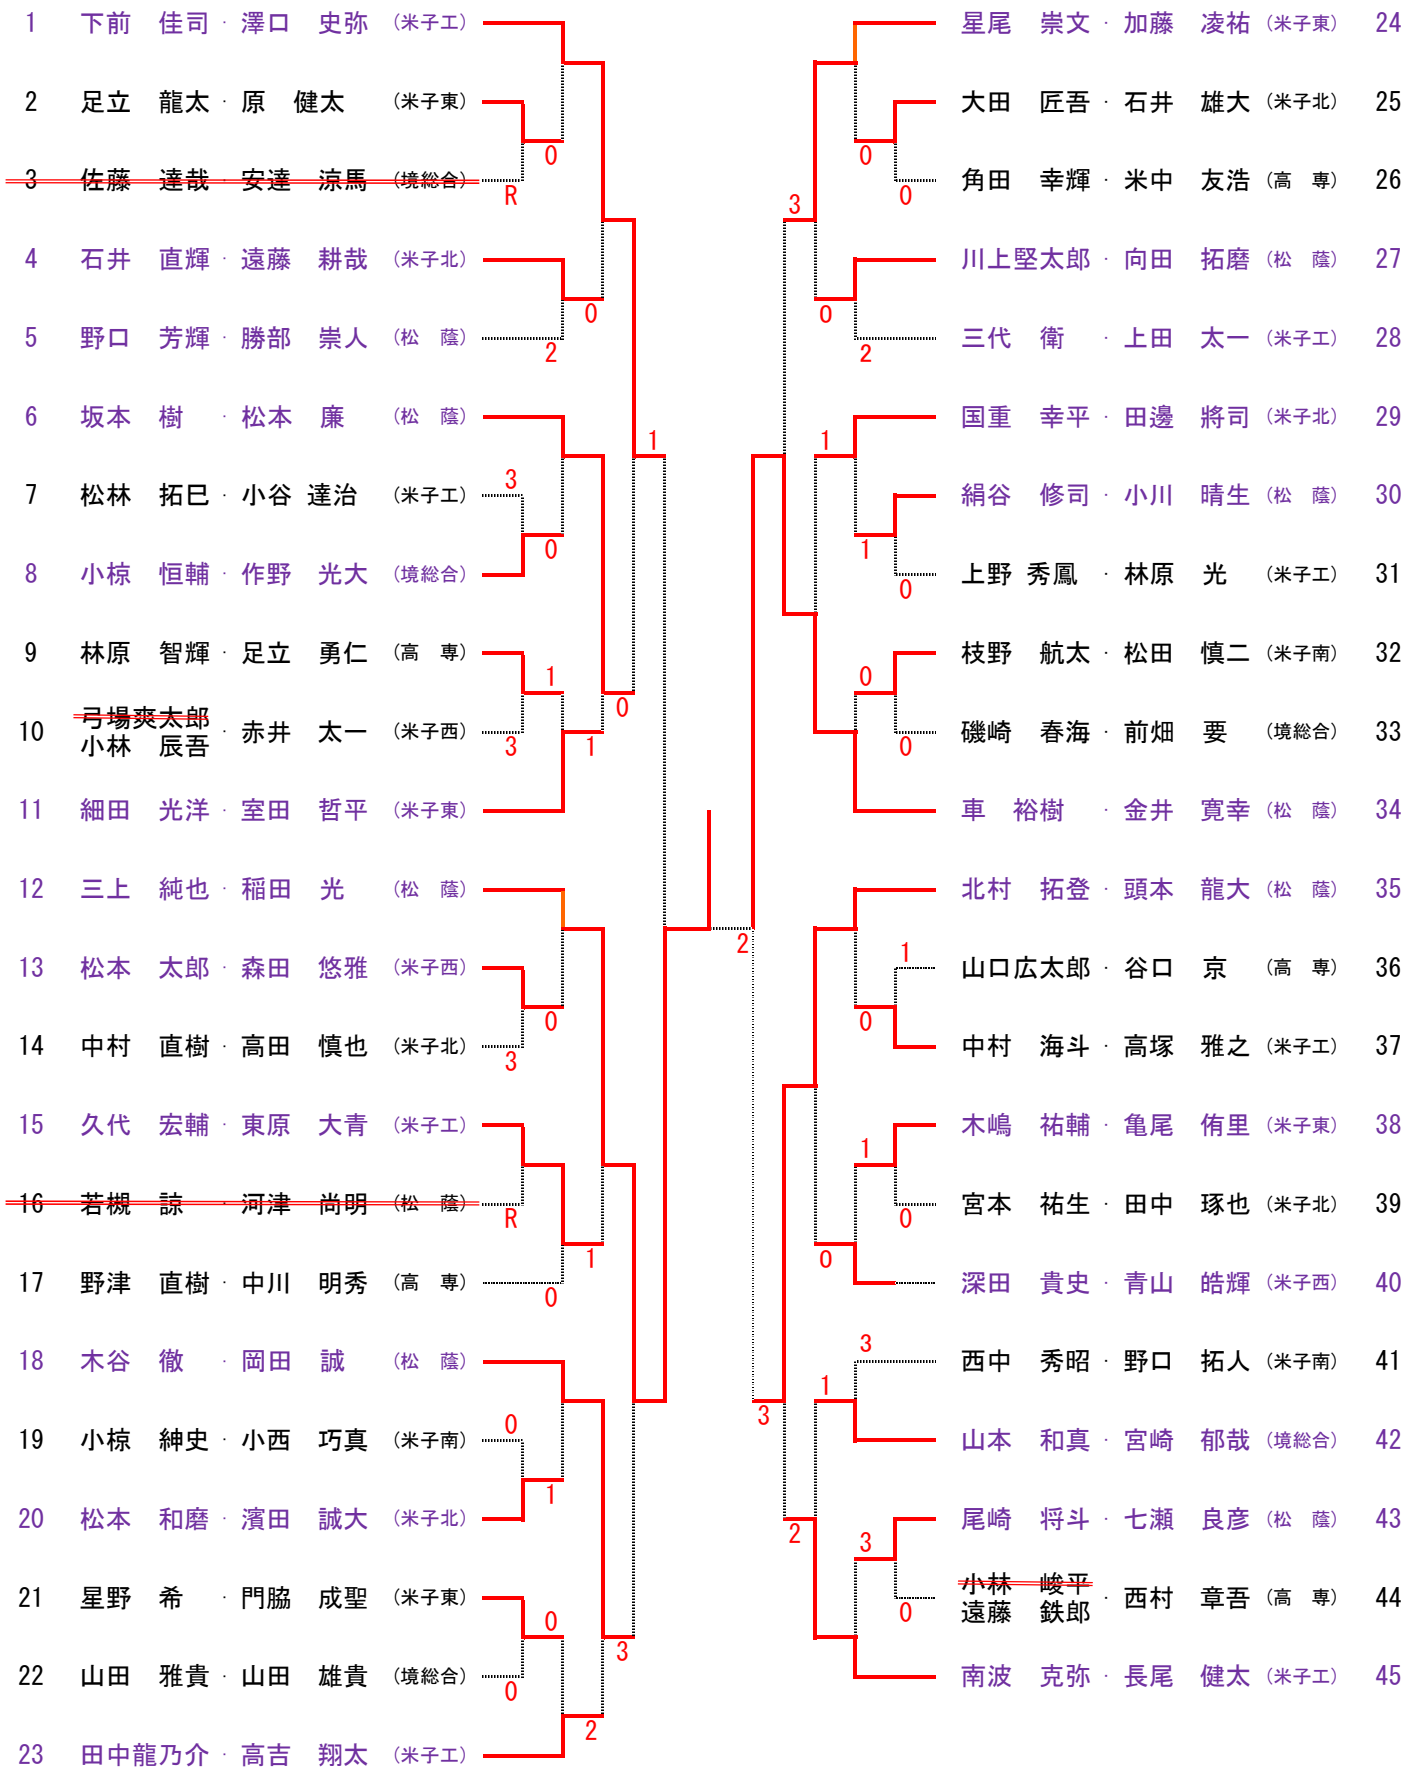 1 下前 佳司 · 澤口 史弥 (米子工)
2 足立 龍太 · 原 健太 (米子東)
0
3 佐藤 達哉 · 安達 涼馬 (境総合)
R
4 石井 直輝 · 遠藤 耕哉 (米子北)
0
5 野口 芳輝 · 勝部 崇人 (松 蔭)
2
6 坂本 樹 · 松本 廉 (松 蔭)
1
7 松林 拓巳 · 小谷 達治 (米子工)
3
0
8 小椋 恒輔 · 作野 光大 (境総合)
9 林原 智輝 · 足立 勇仁 (高 専)
1
0
10 弓場爽太郎
小林 辰吾 · 赤井 太一 (米子西)
3
1
11 細田 光洋 · 室田 哲平 (米子東)
12 三上 純也 · 稲田 光 (松 蔭)
13 松本 太郎 · 森田 悠雅 (米子西)
0
14 中村 直樹 · 高田 慎也 (米子北)
3
15 久代 宏輔 · 東原 大青 (米子工)
16 若槻 諒 · 河津 尚明 (松 蔭)
R
1
17 野津 直樹 · 中川 明秀 (高 専)
0
18 木谷 徹 · 岡田 誠 (松 蔭)
19 小椋 紳史 · 小西 巧真 (米子南)
0
1
20 松本 和磨 · 濱田 誠大 (米子北)
21 星野 希 · 門脇 成聖 (米子東)
0
3
22 山田 雅貴 · 山田 雄貴 (境総合)
0
2
23 田中龍乃介 · 高吉 翔太 (米子工)
2
星尾 崇文 · 加藤 凌祐 (米子東) 24
大田 匠吾 · 石井 雄大 (米子北) 25
0
角田 幸輝 · 米中 友浩 (高 専) 26
0
3
川上堅太郎 · 向田 拓磨 (松 蔭) 27
0
三代 衛 · 上田 太一 (米子工) 28
2
国重 幸平 · 田邊 將司 (米子北) 29
1
絹谷 修司 · 小川 晴生 (松 蔭) 30
1
上野 秀鳳 · 林原 光 (米子工) 31
0
枝野 航太 · 松田 慎二 (米子南) 32
0
磯崎 春海 · 前畑 要 (境総合) 33
0
車 裕樹 · 金井 寛幸 (松 蔭) 34
北村 拓登 · 頭本 龍大 (松 蔭) 35
1
山口広太郎 · 谷口 京 (高 専) 36
0
中村 海斗 · 高塚 雅之 (米子工) 37
木嶋 祐輔 · 亀尾 侑里 (米子東) 38
1
宮本 祐生 · 田中 琢也 (米子北) 39
0
0
深田 貴史 · 青山 皓輝 (米子西) 40
3
西中 秀昭 · 野口 拓人 (米子南) 41
1
3
山本 和真 · 宮崎 郁哉 (境総合) 42
尾崎 将斗 · 七瀬 良彦 (松 蔭) 43
2
3
小林 峻平
遠藤 鉄郎 · 西村 章吾 (高 専) 44
0
南波 克弥 · 長尾 健太 (米子工) 45